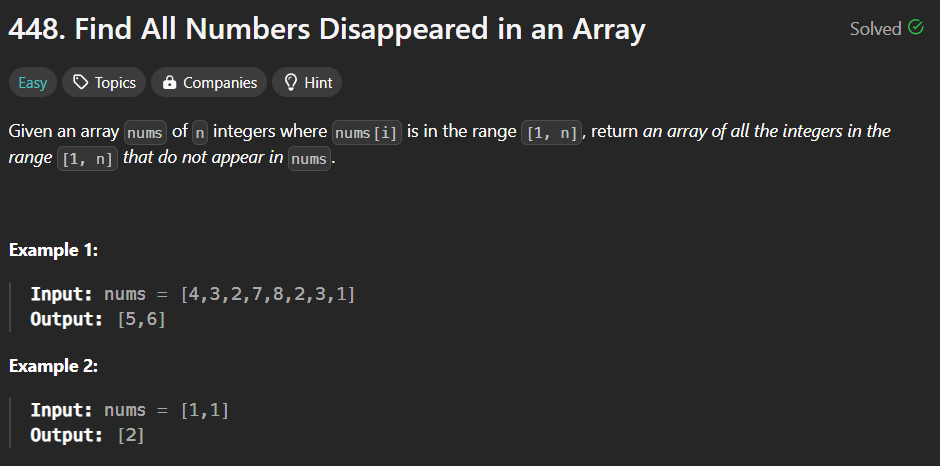 448. Find All Numbers Disappeared in an Array
Solved
Easy
Topics
Companies
Hint
Given an array nums of n integers where nums[i] is in the range [1, n], return an array of all the integers in the
range [1, n] that do not appear in nums.
Example 1:
Input: nums = [4,3,2,7,8,2,3,1]
Output: [5,6]
Example 2:
Input: nums = [1,1]
Output: [2]